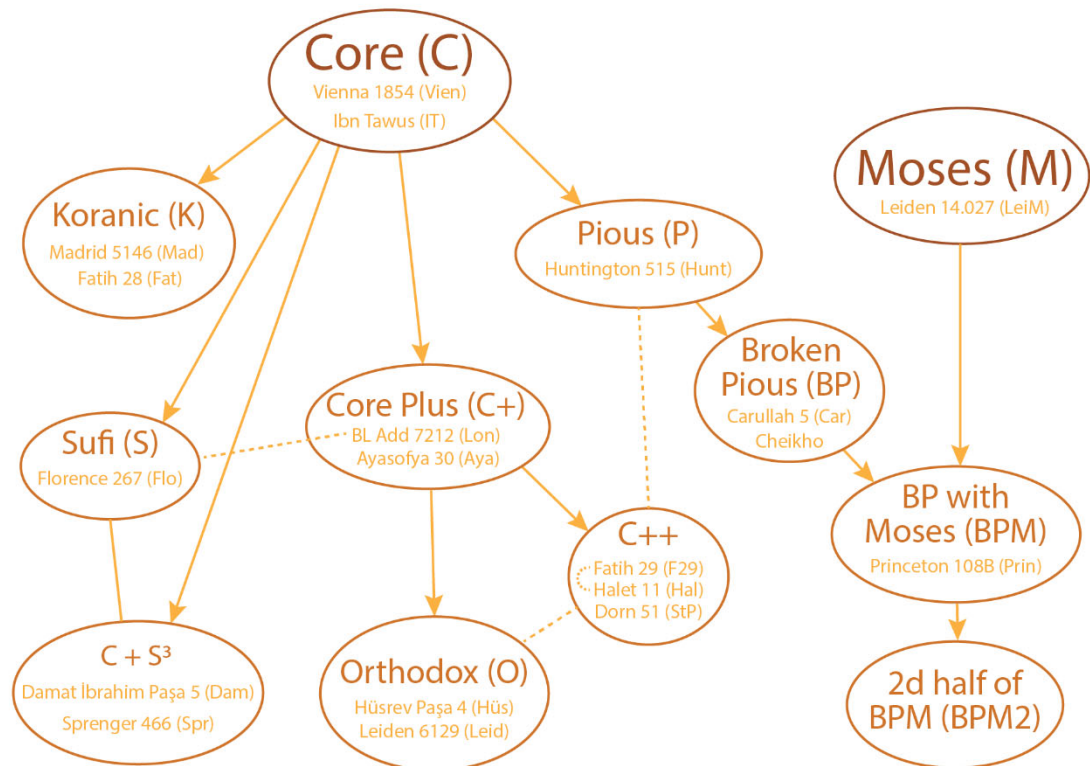 Core (C)
Vienna 1854 (Vien)
Ibn Tawus (IT)
Moses (M)
Leiden 14.027 (LeiM)
Koranic (K)
Madrid 5146 (Mad)
Fatih 28 (Fat)
Pious (P)
Huntington 515 (Hunt)
Broken
Pious (BP)
Carullah 5 (Car)
Cheikho
Core Plus (C+)
BL Add 7212 (Lon)
Ayasofya 30 (Aya)
Sufi (S)
Florence 267 (Flo)
BP with
Moses (BPM)
Princeton 108B (Prin)
C++
Fatih 29 (F29)
Halet 11 (Hal)
Dorn 51 (StP)
C + S³
Damat İbrahim Paşa 5 (Dam)
Sprenger 466 (Spr)
Orthodox (O)
Hüsrev Paşa 4 (Hüs)
Leiden 6129 (Leid)
2d half of
BPM (BPM2)